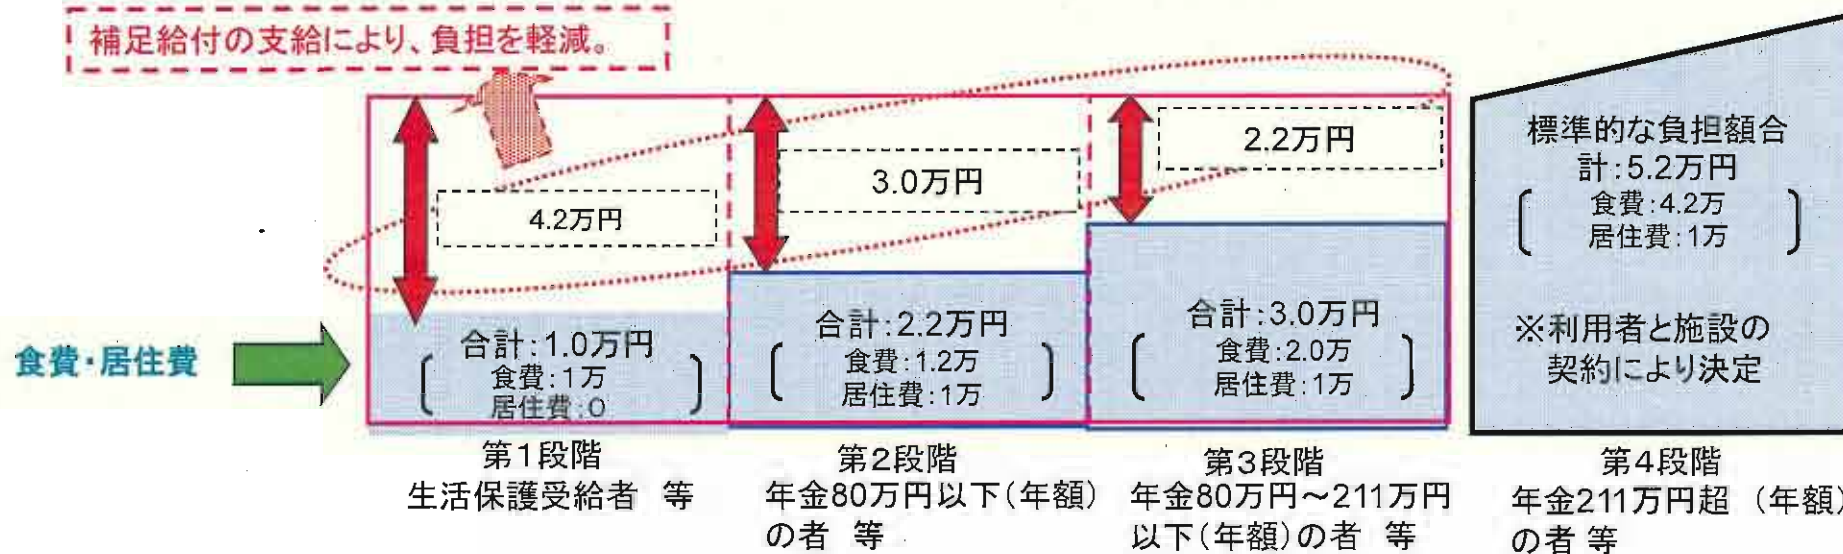 補足給付の支給により、負担を軽減。
4.2万円
3.0万円
2.2万円
標準的な負担額合
計:5.2万円
食費:4.2万
居住費:1万
※利用者と施設の
契約により決定
食費・居住費
合計:1.0万円
食費:1万
居住費:0
合計:2.2万円
食費:1.2万
居住費:1万
合計:3.0万円
食費:2.0万
居住費:1万
第1段階
生活保護受給者 等
第2段階
年金80万円以下(年額)
の者 等
第3段階
年金80万円~211万円
以下(年額)の者 等
第4段階
年金211万円超 (年額)
の者 等